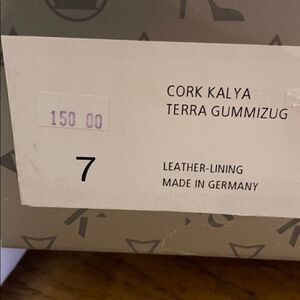 CORK KALYA
TERRA GUMMIZUG
150 00
7
LEATHER-LINING
MADE IN GERMANY